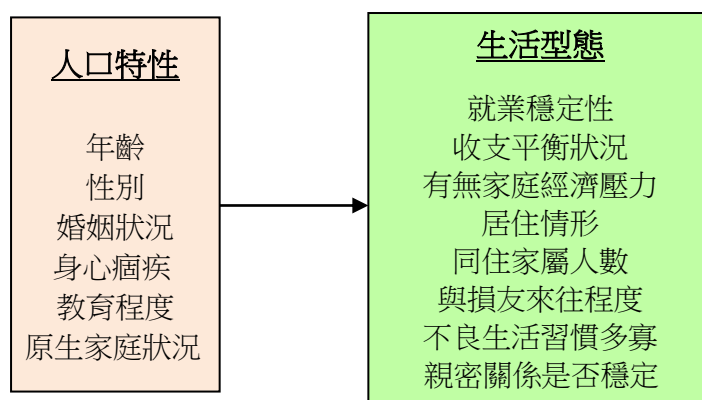 人口特性
年齡
性別
婚姻狀況
身心痼疾
教育程度
原生家庭狀況
生活型態
就業穩定性
收支平衡狀況
有無家庭經濟壓力
居住情形
同住家屬人數
與損友來往程度
不良生活習慣多寡
親密關係是否穩定